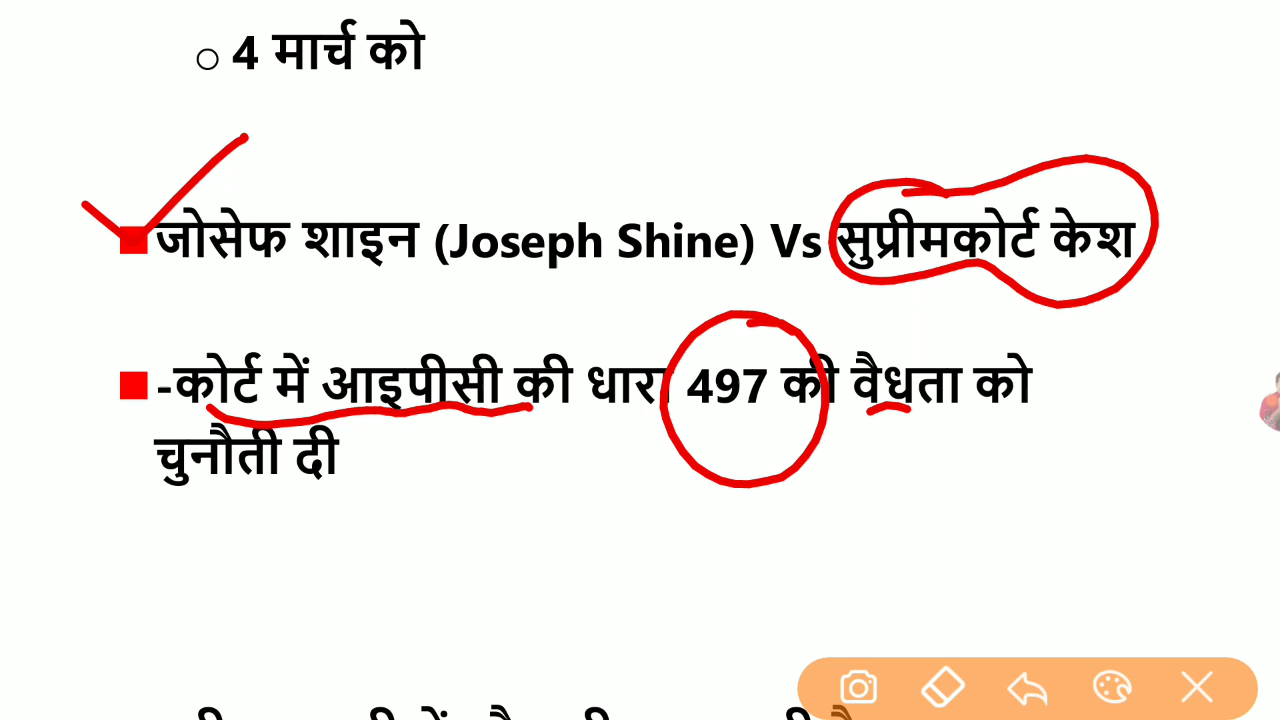 ○ 4 मार्च को
■ जोसेफ शाइन (Joseph Shine) Vs सुप्रीमकोर्ट केश
■ -कोर्ट में आइपीसी की धारा 497 की वैधता को
चुनौती दी